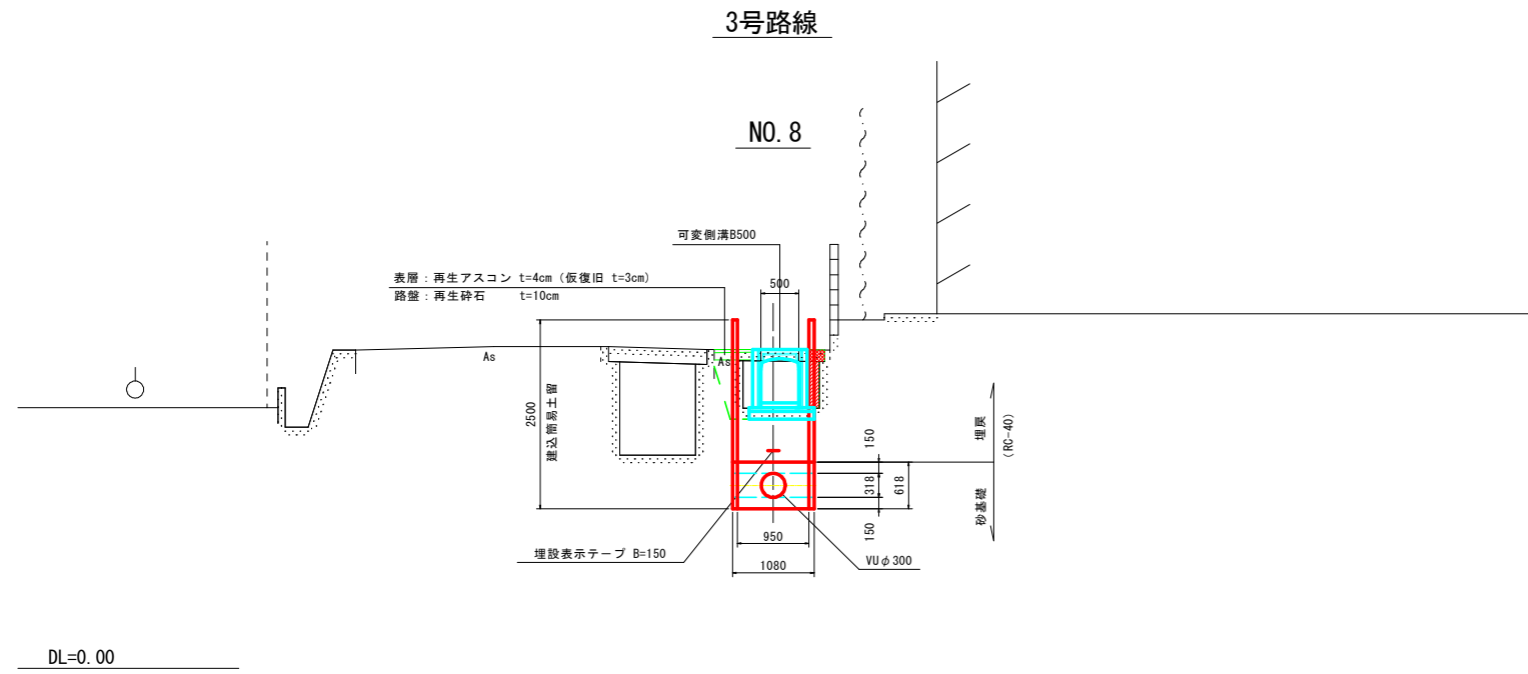 3号路線
NO.8
可変側溝B500
表層：再生アスコン t=4cm（仮復旧 t=3cm）
路盤：再生砕石 t=10cm
500
As
As
2500
建込簡易土留
150
318
618
150
埋戻
(RC-40)
砂基礎
950
1080
埋設表示テープ B=150
VUφ300
DL=0.00